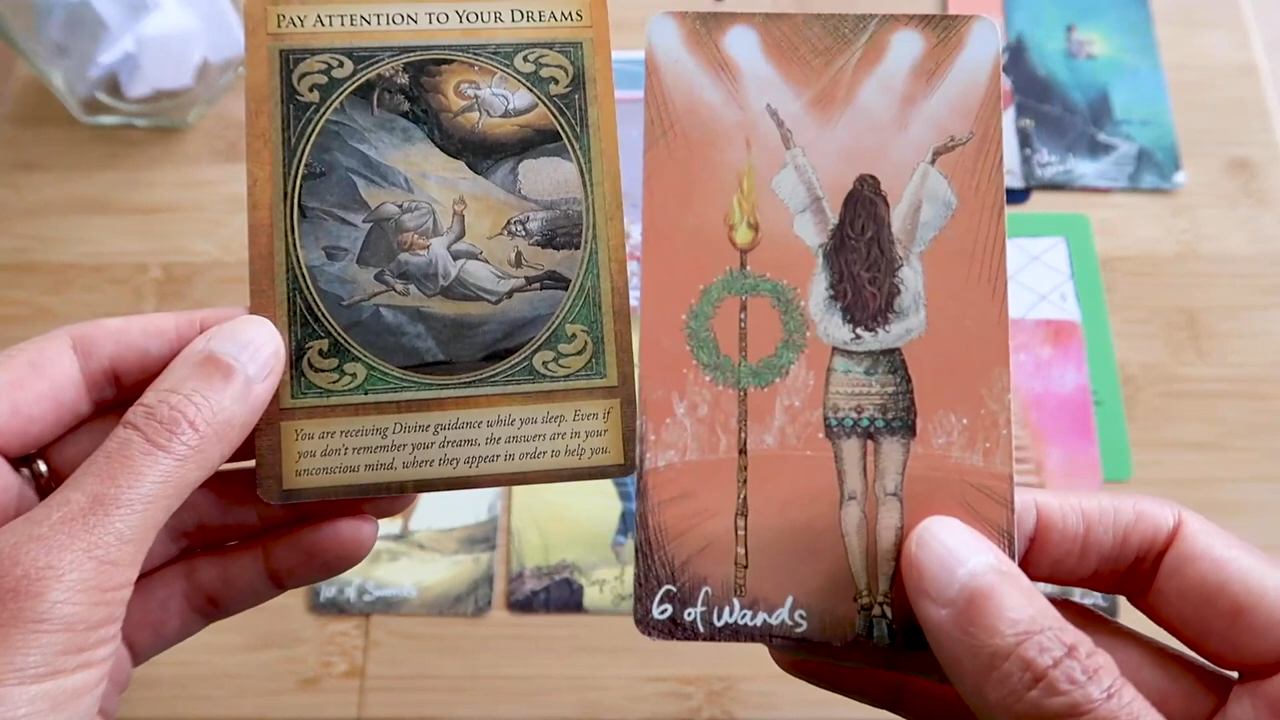 PAY ATTENTION TO YOUR DREAMS
You are receiving Divine guidance while you sleep. Even if
you don't remember your dreams, the answers are in your
unconscious mind, where they appear in order to help you.
6 of Wands
of Swords